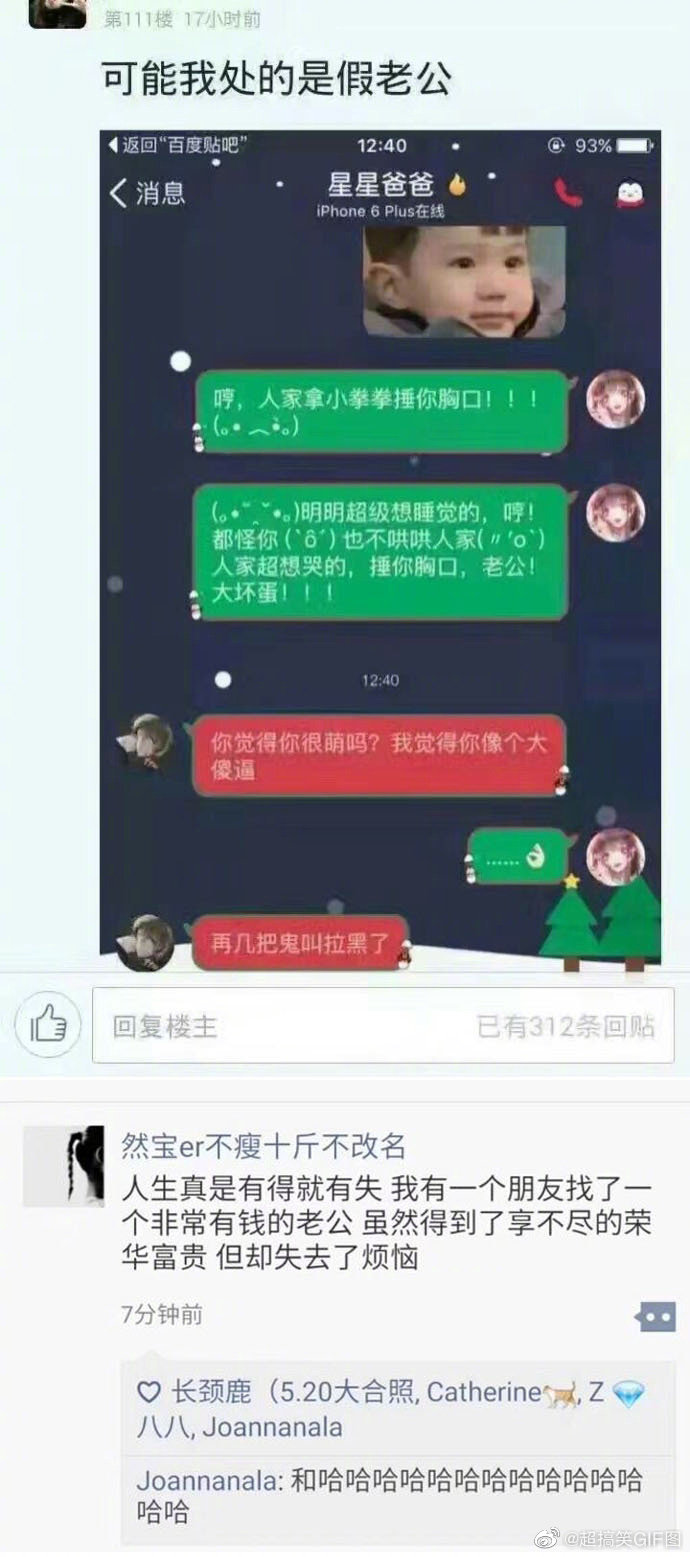 第111楼 17小时前
可能我处的是假老公
返回“百度贴吧” 12:40 93%
消息 星星爸爸
iPhone 6 Plus在线
哼，人家拿小拳拳捶你胸口！！！
(｡•︿•̀｡)
(｡•ˇ‸ˇ•｡)明明超级想睡觉的，哼！
都怪你(`ȏ´)也不哄哄人家(〃′o`)
人家超想哭的，捶你胸口，老公！
大坏蛋！！！
12:40
你觉得你很萌吗？我觉得你像个大
傻逼
......👌
再几把鬼叫拉黑了
回复楼主 已有312条回贴
然宝er不瘦十斤不改名
人生真是有得就有失 我有一个朋友找了一
个非常有钱的老公 虽然得到了享不尽的荣
华富贵 但却失去了烦恼
7分钟前
长颈鹿（5.20大合照, Catherine🐈, Z 💎
八八, Joannanala
Joannanala: 和哈哈哈哈哈哈哈哈哈哈哈哈
哈哈
@超搞笑GIF图